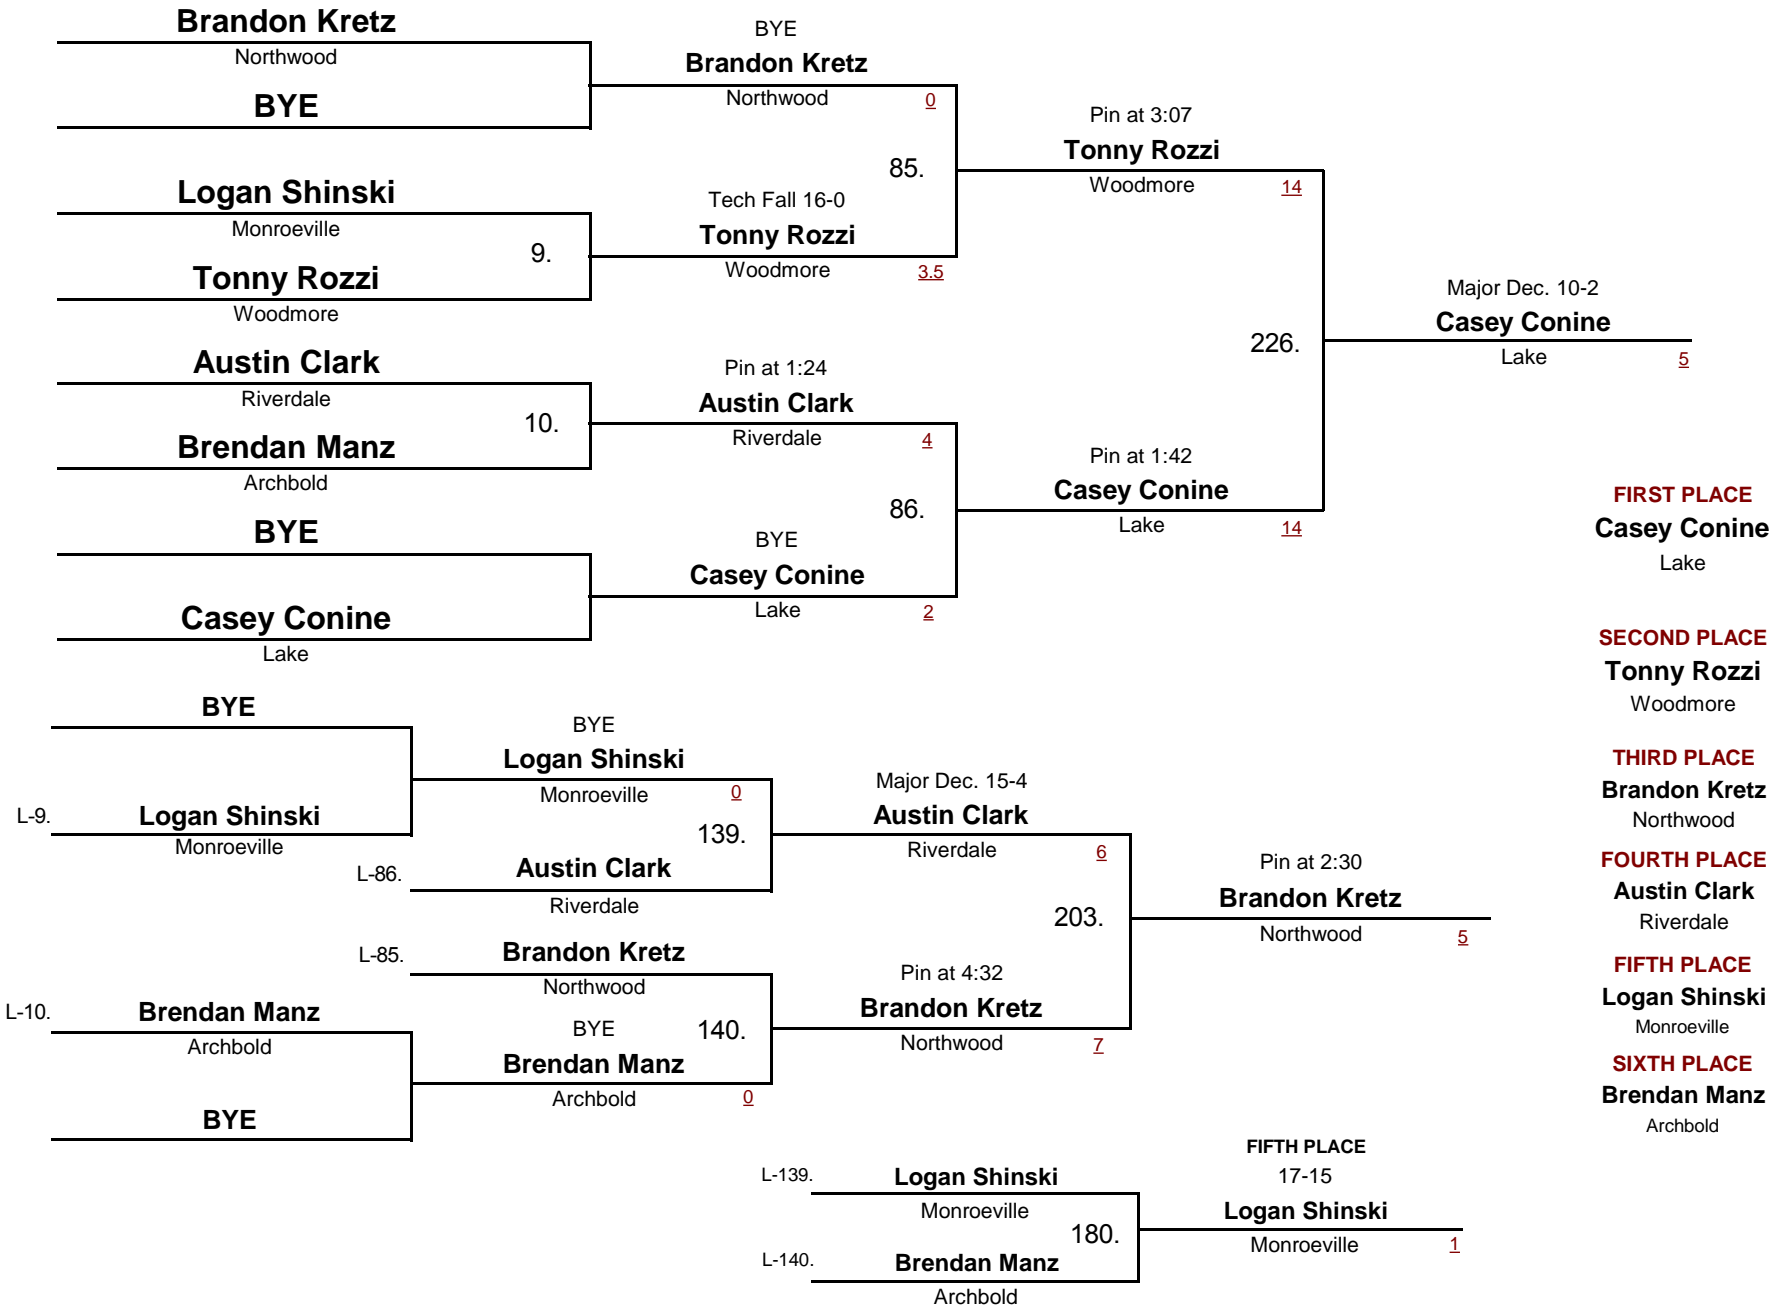 Brandon Kretz
Northwood
BYE
Logan Shinski
Monroeville
9.
Tonny Rozzi
Woodmore
Austin Clark
Riverdale
10.
Brendan Manz
Archbold
BYE
Casey Conine
Lake
BYE
Brandon Kretz
Northwood
0
85.
Tech Fall 16-0
Tonny Rozzi
Woodmore
3.5
Pin at 1:24
Austin Clark
Riverdale
4
86.
BYE
Casey Conine
Lake
2
Pin at 3:07
Tonny Rozzi
Woodmore
14
226.
Pin at 1:42
Casey Conine
Lake
14
Major Dec. 10-2
Casey Conine
Lake
5
BYE
L-9.
Logan Shinski
Monroeville
L-10.
Brendan Manz
Archbold
BYE
BYE
Logan Shinski
Monroeville
0
139.
L-86.
Austin Clark
Riverdale
L-85.
Brandon Kretz
Northwood
140.
BYE
Brendan Manz
Archbold
0
Major Dec. 15-4
Austin Clark
Riverdale
6
203.
Pin at 4:32
Brandon Kretz
Northwood
7
Pin at 2:30
Brandon Kretz
Northwood
5
L-139.
Logan Shinski
Monroeville
180.
L-140.
Brendan Manz
Archbold
FIFTH PLACE
17-15
Logan Shinski
Monroeville
1
FIRST PLACE
Casey Conine
Lake
SECOND PLACE
Tonny Rozzi
Woodmore
THIRD PLACE
Brandon Kretz
Northwood
FOURTH PLACE
Austin Clark
Riverdale
FIFTH PLACE
Logan Shinski
Monroeville
SIXTH PLACE
Brendan Manz
Archbold